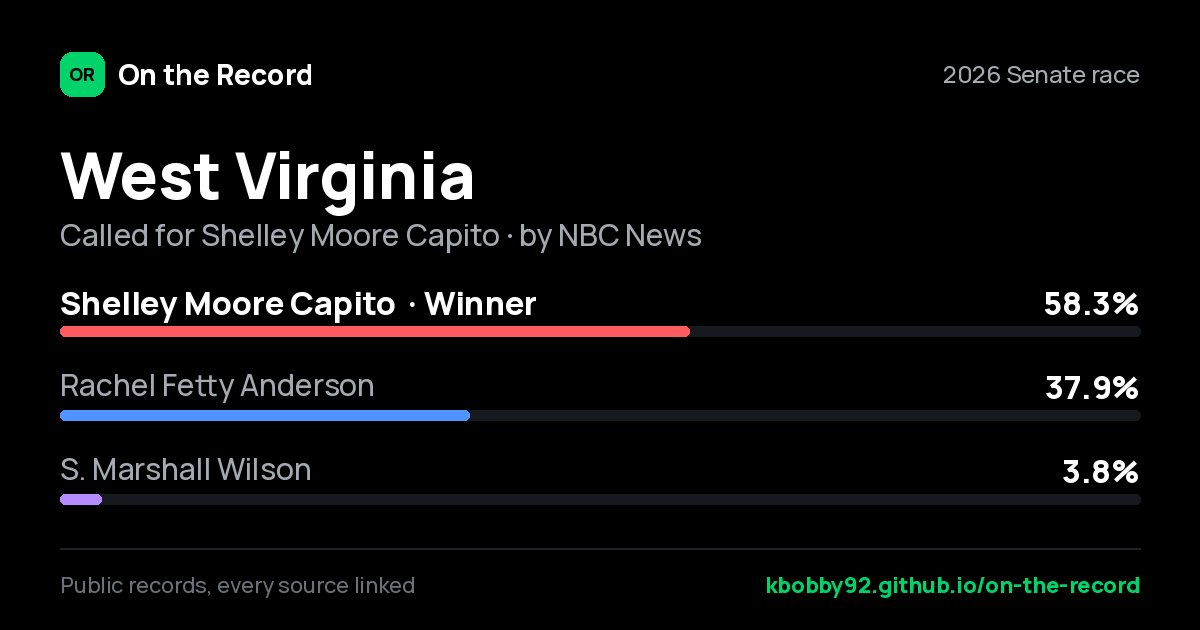 OR On the Record
2026 Senate race
West Virginia
Called for Shelley Moore Capito · by NBC News
Shelley Moore Capito · Winner 58.3%
Rachel Fetty Anderson 37.9%
S. Marshall Wilson 3.8%
Public records, every source linked
kbobby92.github.io/on-the-record